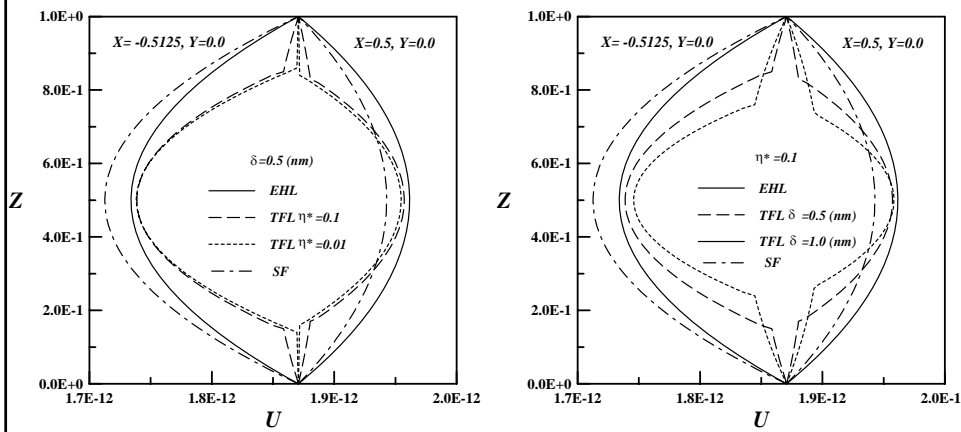 1.0E+0
X= -0.5125, Y=0.0
X=0.5, Y=0.0
8.0E-1
6.0E-1
δ=0.5 (nm)
Z
EHL
TFL η*=0.1
4.0E-1
TFL η*=0.01
SF
2.0E-1
0.0E+0
1.7E-12 1.8E-12 1.9E-12 2.0E-12
U
1.0E+0
X= -0.5125, Y=0.0
X=0.5, Y=0.0
8.0E-1
6.0E-1
η*=0.1
Z
EHL
TFL δ =0.5 (nm)
4.0E-1
TFL δ =1.0 (nm)
SF
2.0E-1
0.0E+0
1.7E-12 1.8E-12 1.9E-12 2.0E-1
U